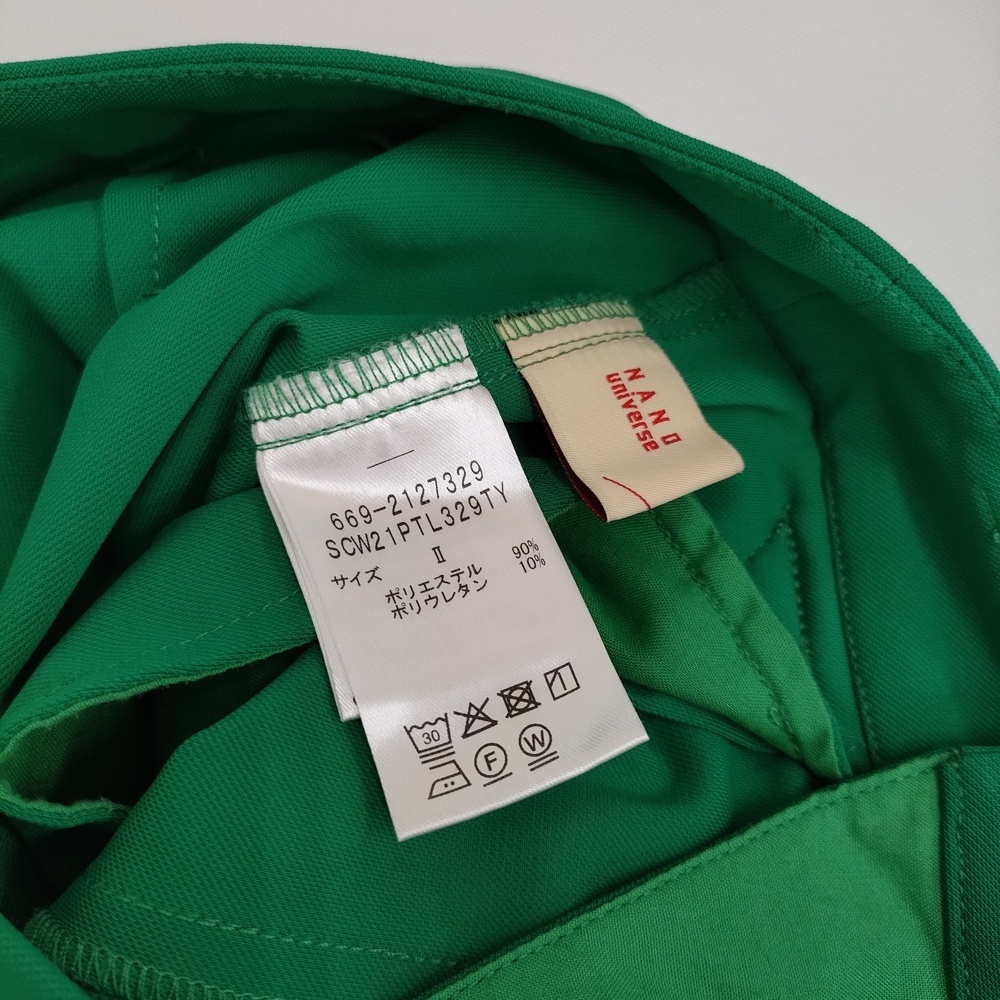 669-2127329
SCW21PTL329TY
サイズ Ⅱ
ポリエステル 90%
ポリウレタン 10%
30
F W
NANO
universe